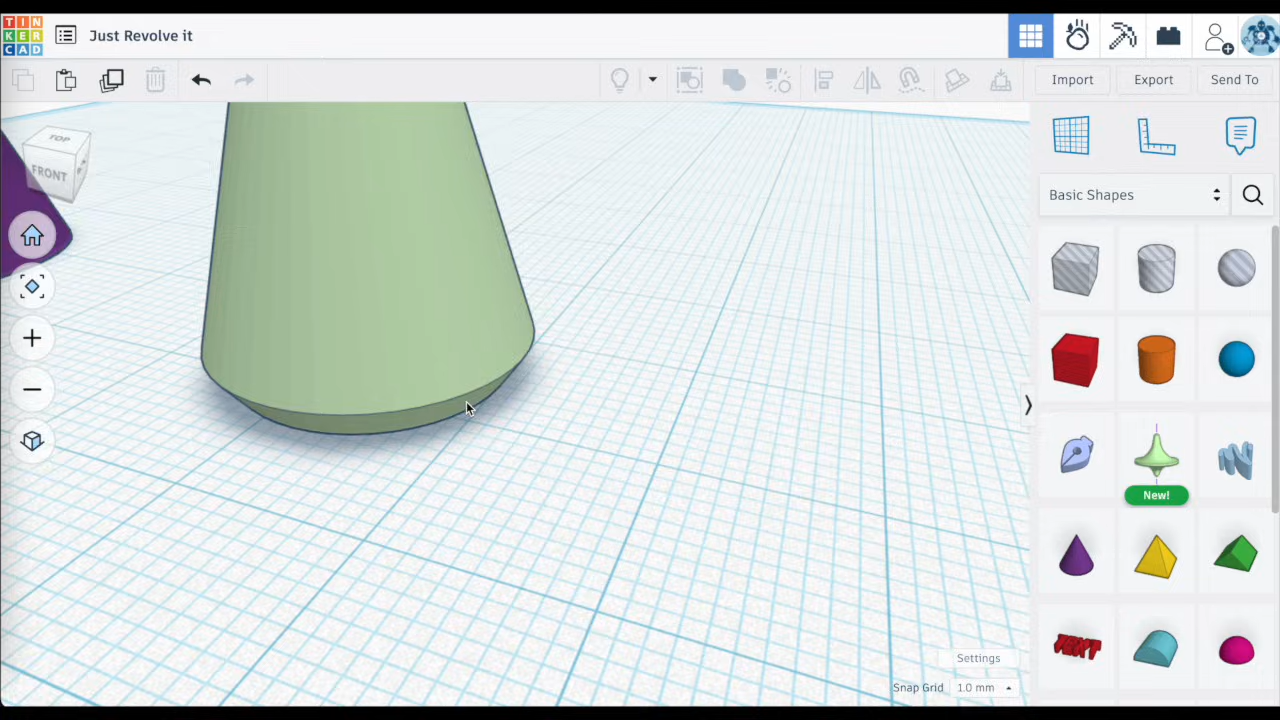 TIN
KER
CAD
Just Revolve it
Import
Export
Send To
TOP
FRONT
Basic Shapes
New!
TEXT
Settings
Snap Grid 1.0 mm